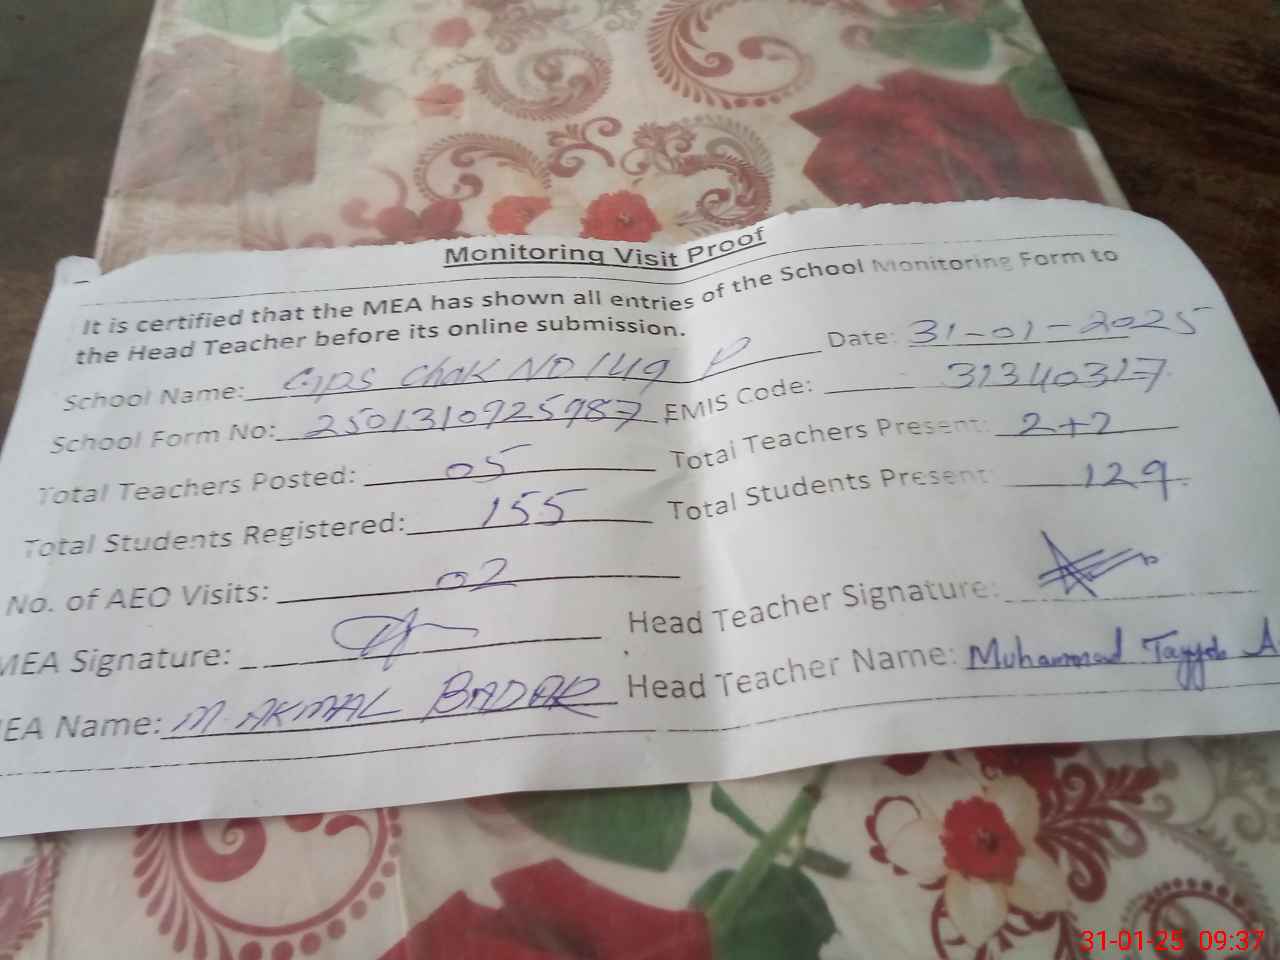 Monitoring Visit Proof
It is certified that the MEA has shown all entries of the School Monitoring Form to
the Head Teacher before its online submission.
Date: 31-01-2025
School Name: GPS Chak No 149 P
EMIS Code: 31340317
School Form No: 2501310925987
Total Teachers Present: 2+2
Total Teachers Posted: 05
Total Students Present: 129
Total Students Registered: 155
No. of AEO Visits: 02
Head Teacher Signature:
MEA Signature:
Head Teacher Name: Muhammad A
EA Name: M. AKMAL BADAR
31-01-25 09:37